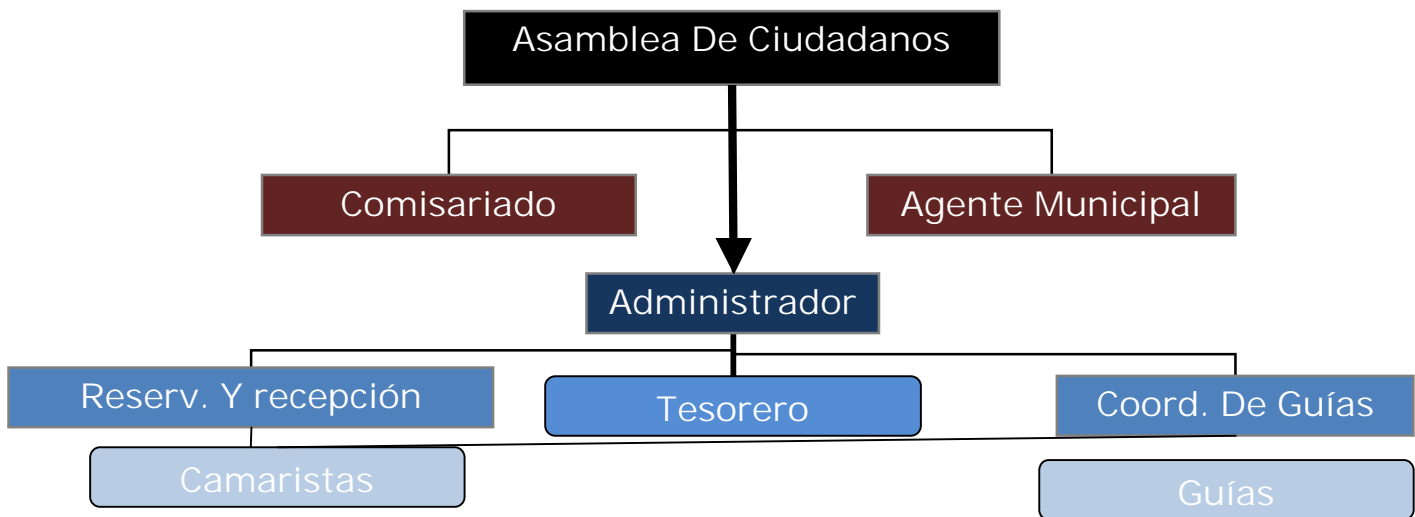 Asamblea De Ciudadanos
Comisariado
Agente Municipal
Administrador
Reserv. Y recepción
Tesorero
Coord. De Guías
Camaristas
Guías